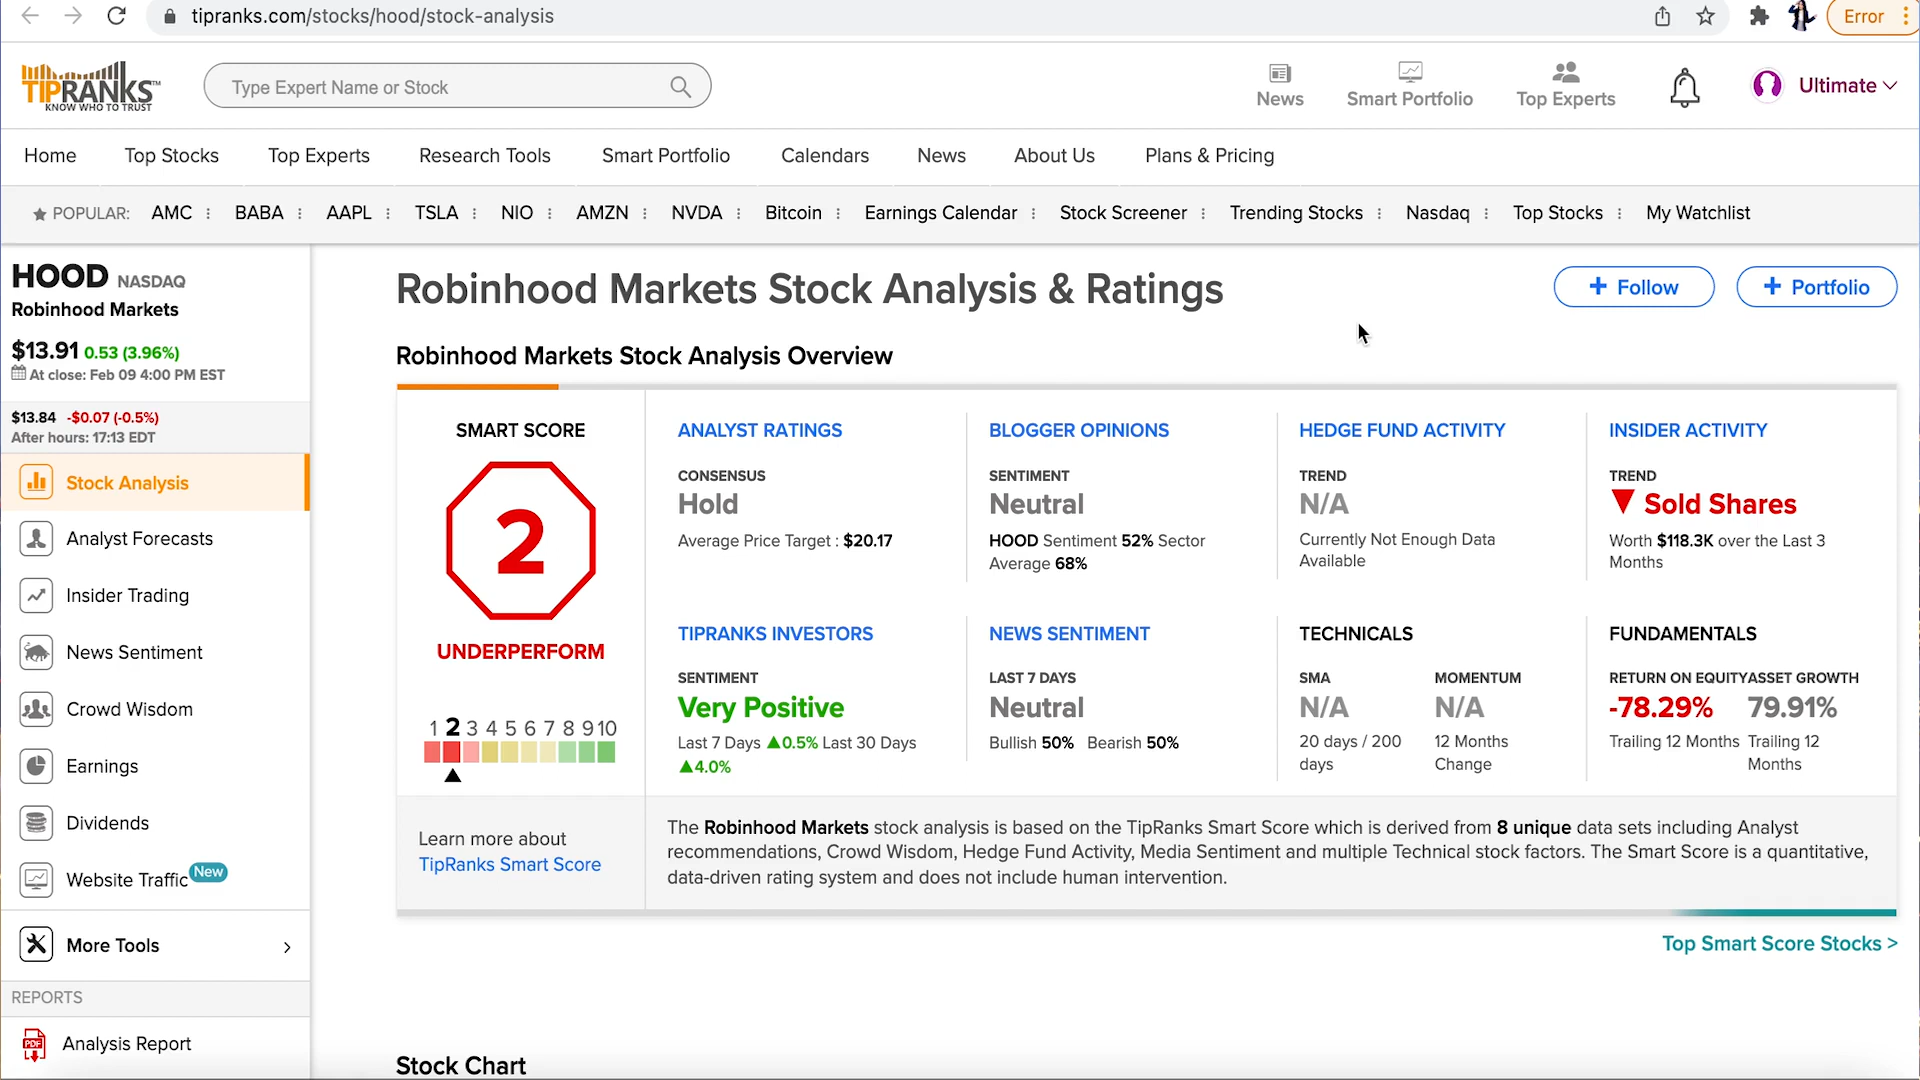 tipranks.com/stocks/hood/stock-analysis
Error
TIPRANKS™
KNOW WHO TO TRUST
Type Expert Name or Stock
News
Smart Portfolio
Top Experts
Ultimate
Home Top Stocks Top Experts Research Tools Smart Portfolio Calendars News About Us Plans & Pricing
POPULAR: AMC BABA AAPL TSLA NIO AMZN NVDA Bitcoin Earnings Calendar Stock Screener Trending Stocks Nasdaq Top Stocks My Watchlist
HOOD NASDAQ
Robinhood Markets
$13.91 0.53 (3.96%)
At close: Feb 09 4:00 PM EST
$13.84 -$0.07 (-0.5%)
After hours: 17:13 EDT
Stock Analysis
Analyst Forecasts
Insider Trading
News Sentiment
Crowd Wisdom
Earnings
Dividends
Website Traffic New
More Tools
REPORTS
PDF
Analysis Report
Robinhood Markets Stock Analysis & Ratings
+ Follow
+ Portfolio
Robinhood Markets Stock Analysis Overview
SMART SCORE
2
UNDERPERFORM
1 2 3 4 5 6 7 8 9 10
Learn more about
TipRanks Smart Score
ANALYST RATINGS
CONSENSUS
Hold
Average Price Target : $20.17
BLOGGER OPINIONS
SENTIMENT
Neutral
HOOD Sentiment 52% Sector
Average 68%
HEDGE FUND ACTIVITY
TREND
N/A
Currently Not Enough Data
Available
INSIDER ACTIVITY
TREND
▼ Sold Shares
Worth $118.3K over the Last 3
Months
TIPRANKS INVESTORS
SENTIMENT
Very Positive
Last 7 Days ▲0.5% Last 30 Days
▲4.0%
NEWS SENTIMENT
LAST 7 DAYS
Neutral
Bullish 50% Bearish 50%
TECHNICALS
SMA
N/A
20 days / 200
days
MOMENTUM
N/A
12 Months
Change
FUNDAMENTALS
RETURN ON EQUITY
-78.29%
Trailing 12 Months
ASSET GROWTH
79.91%
Trailing 12
Months
The Robinhood Markets stock analysis is based on the TipRanks Smart Score which is derived from 8 unique data sets including Analyst
recommendations, Crowd Wisdom, Hedge Fund Activity, Media Sentiment and multiple Technical stock factors. The Smart Score is a quantitative,
data-driven rating system and does not include human intervention.
Top Smart Score Stocks >
Stock Chart